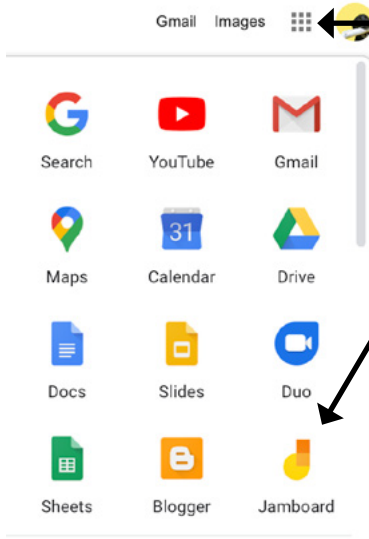 Gmail Images
Search YouTube Gmail
31
Maps Calendar Drive
Docs Slides Duo
Sheets Blogger Jamboard